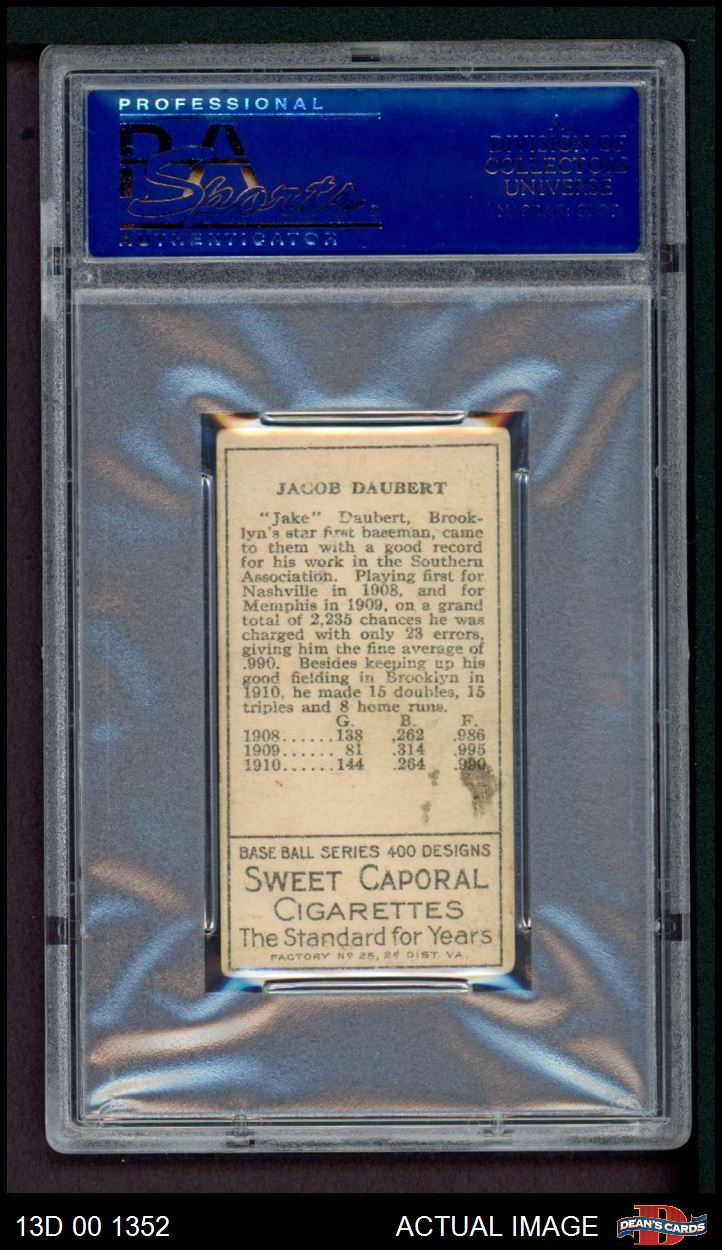 PROFESSIONAL
PSA
Sports
AUTHENTICATOR
A
DIVISION OF
COLLECTORS
UNIVERSE
JACOB DAUBERT
"Jake" Daubert, Brook-
lyn's star first baseman, came
to them with a good record
for his work in the Southern
Association. Playing first for
Nashville in 1908, and for
Memphis in 1909, on a grand
total of 2,235 chances he was
charged with only 23 errors,
giving him the fine average of
.990. Besides keeping up his
good fielding in Brooklyn in
1910, he made 15 doubles, 15
triples and 8 home runs.
G. B. F.
1908......138 .262 .986
1909...... 81 .314 .995
1910......144 .264 .990
BASE BALL SERIES 400 DESIGNS
SWEET CAPORAL
CIGARETTES
The Standard for Years
FACTORY Nº 25, 2d DIST. VA.
13D 00 1352
ACTUAL IMAGE
D
DEAN'S CARDS